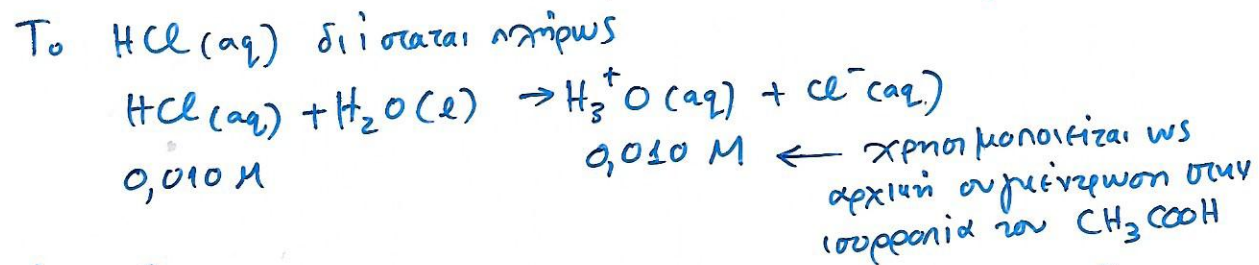 Το HCl (aq) διίσταται πλήρως
HCl (aq) + H₂O (l) → H₃⁺O (aq) + Cl⁻ (aq)
0,010 M 0,010 M ← χρησιμοποιείται ως
αρχική συγκέντρωση στην
ισορροπία του CH₃COOH